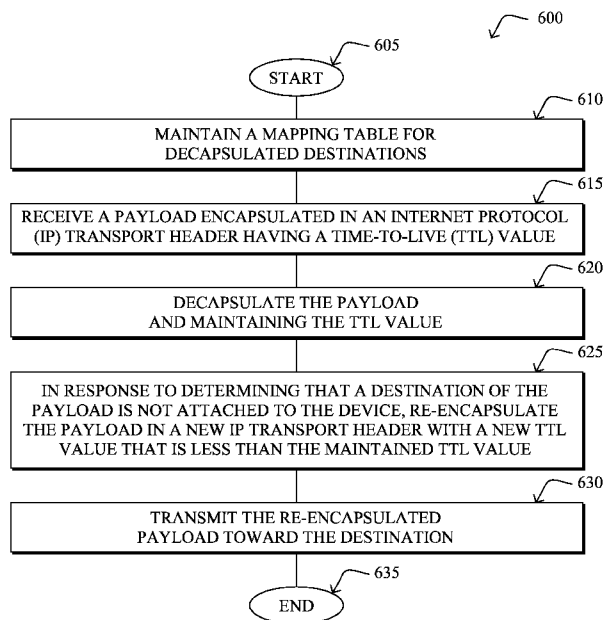 600
605
START
610
MAINTAIN A MAPPING TABLE FOR
DECAPSULATED DESTINATIONS
615
RECEIVE A PAYLOAD ENCAPSULATED IN AN INTERNET PROTOCOL
(IP) TRANSPORT HEADER HAVING A TIME-TO-LIVE (TTL) VALUE
620
DECAPSULATE THE PAYLOAD
AND MAINTAINING THE TTL VALUE
625
IN RESPONSE TO DETERMINING THAT A DESTINATION OF THE
PAYLOAD IS NOT ATTACHED TO THE DEVICE, RE-ENCAPSULATE
THE PAYLOAD IN A NEW IP TRANSPORT HEADER WITH A NEW TTL
VALUE THAT IS LESS THAN THE MAINTAINED TTL VALUE
630
TRANSMIT THE RE-ENCAPSULATED
PAYLOAD TOWARD THE DESTINATION
635
END